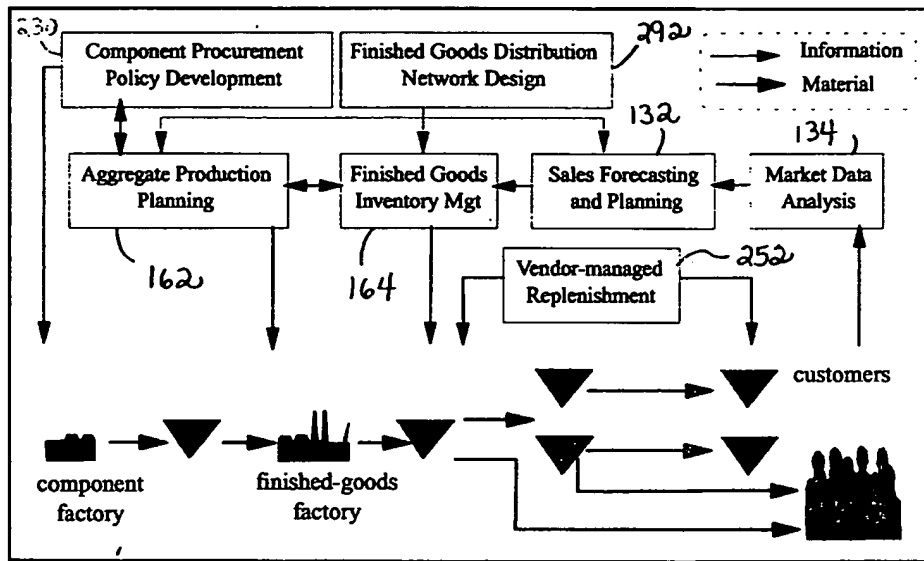 230
Component Procurement
Policy Development
Finished Goods Distribution
Network Design
292
Information
Material
132
134
Aggregate Production
Planning
Finished Goods
Inventory Mgt
Sales Forecasting
and Planning
Market Data
Analysis
162
164
Vendor-managed
Replenishment
252
customers
component
factory
finished-goods
factory